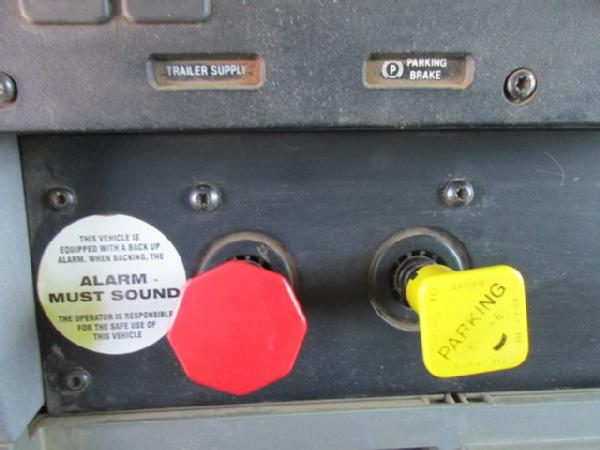 TRAILER SUPPLY
(P) PARKING
BRAKE
THIS VEHICLE IS
EQUIPPED WITH A BACK UP
ALARM. WHEN BACKING, THE
ALARM -
MUST SOUND
THE OPERATOR IS RESPONSIBLE
FOR THE SAFE USE OF
THIS VEHICLE
TO
PARKING